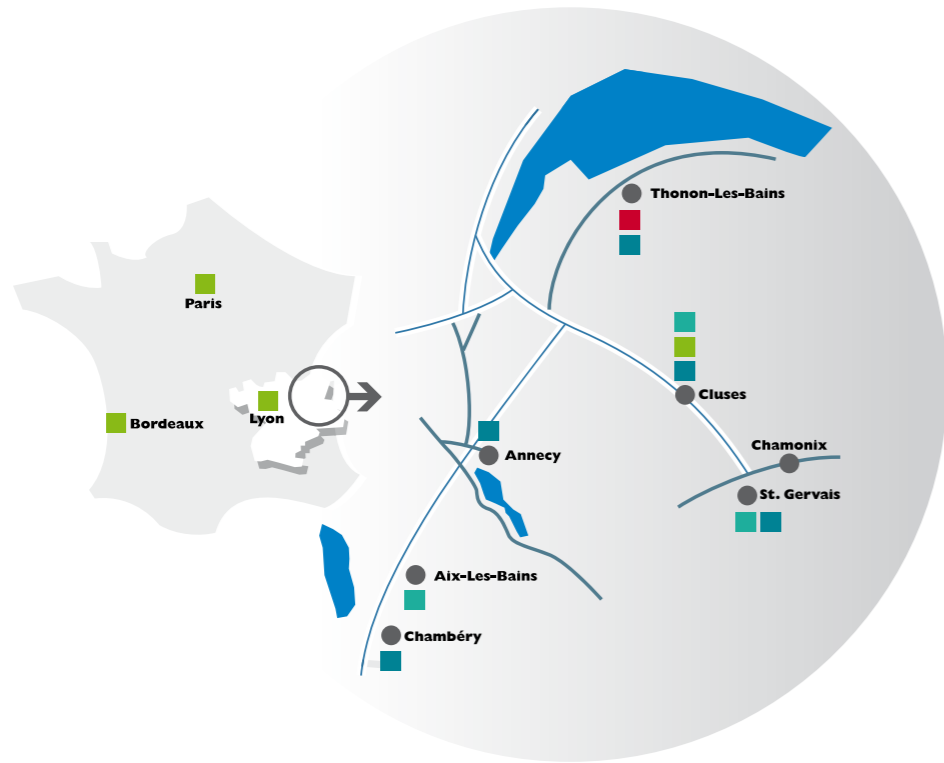 Thonon-Les-Bains
Paris
Cluses
Lyon
Bordeaux
Annecy
Chamonix
St. Gervais
Aix-Les-Bains
Chambéry